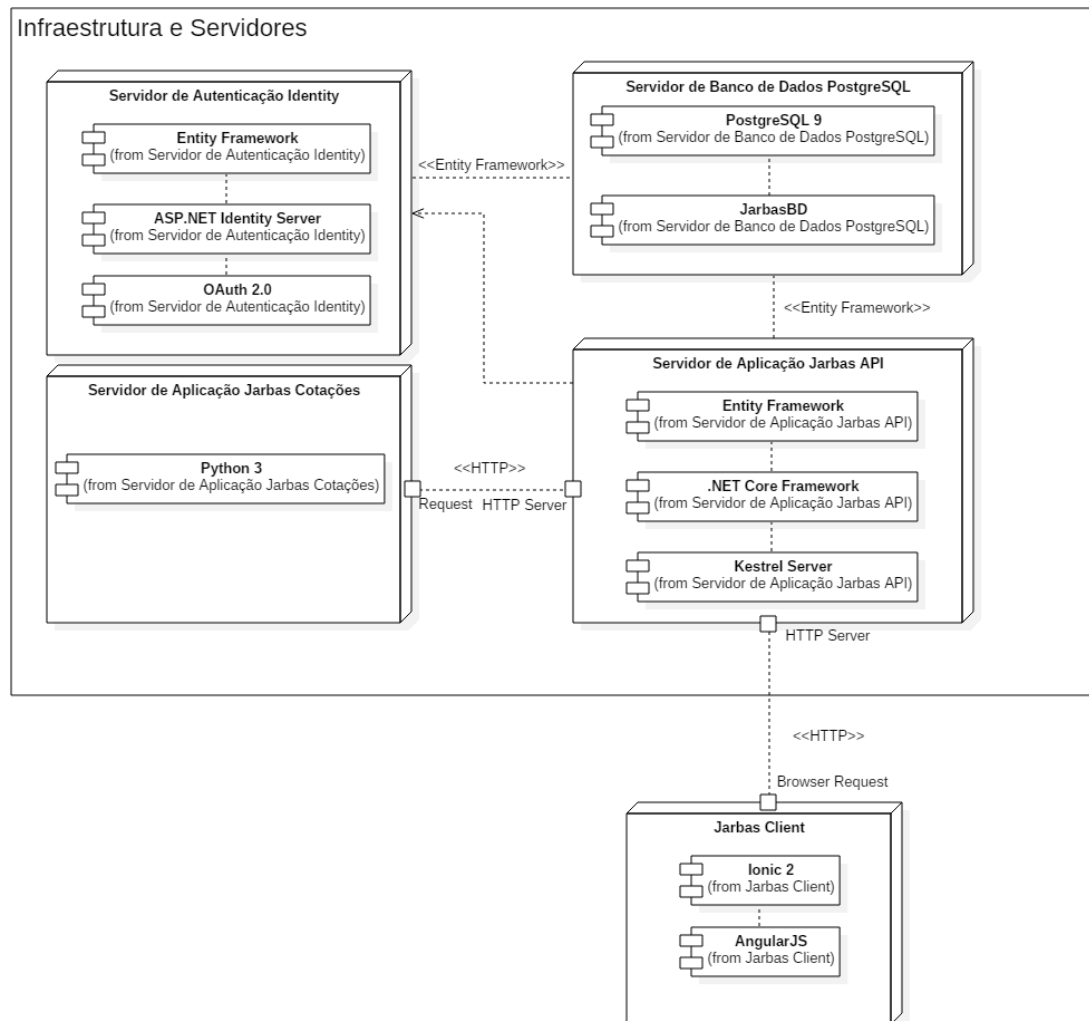 Infraestrutura e Servidores
Servidor de Autenticação Identity
Entity Framework
(from Servidor de Autenticação Identity)
ASP.NET Identity Server
(from Servidor de Autenticação Identity)
OAuth 2.0
(from Servidor de Autenticação Identity)
<<Entity Framework>>
Servidor de Banco de Dados PostgreSQL
PostgreSQL 9
(from Servidor de Banco de Dados PostgreSQL)
JarbasBD
(from Servidor de Banco de Dados PostgreSQL)
<<Entity Framework>>
Servidor de Aplicação Jarbas Cotações
Python 3
(from Servidor de Aplicação Jarbas Cotações)
<<HTTP>>
Request
HTTP Server
Servidor de Aplicação Jarbas API
Entity Framework
(from Servidor de Aplicação Jarbas API)
.NET Core Framework
(from Servidor de Aplicação Jarbas API)
Kestrel Server
(from Servidor de Aplicação Jarbas API)
HTTP Server
<<HTTP>>
Browser Request
Jarbas Client
Ionic 2
(from Jarbas Client)
AngularJS
(from Jarbas Client)